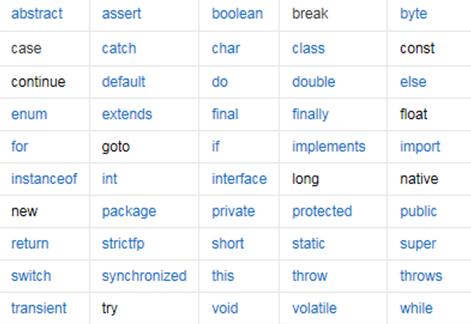 abstract assert boolean break byte
case catch char class const
continue default do double else
enum extends final finally float
for goto if implements import
instanceof int interface long native
new package private protected public
return strictfp short static super
switch synchronized this throw throws
transient try void volatile while